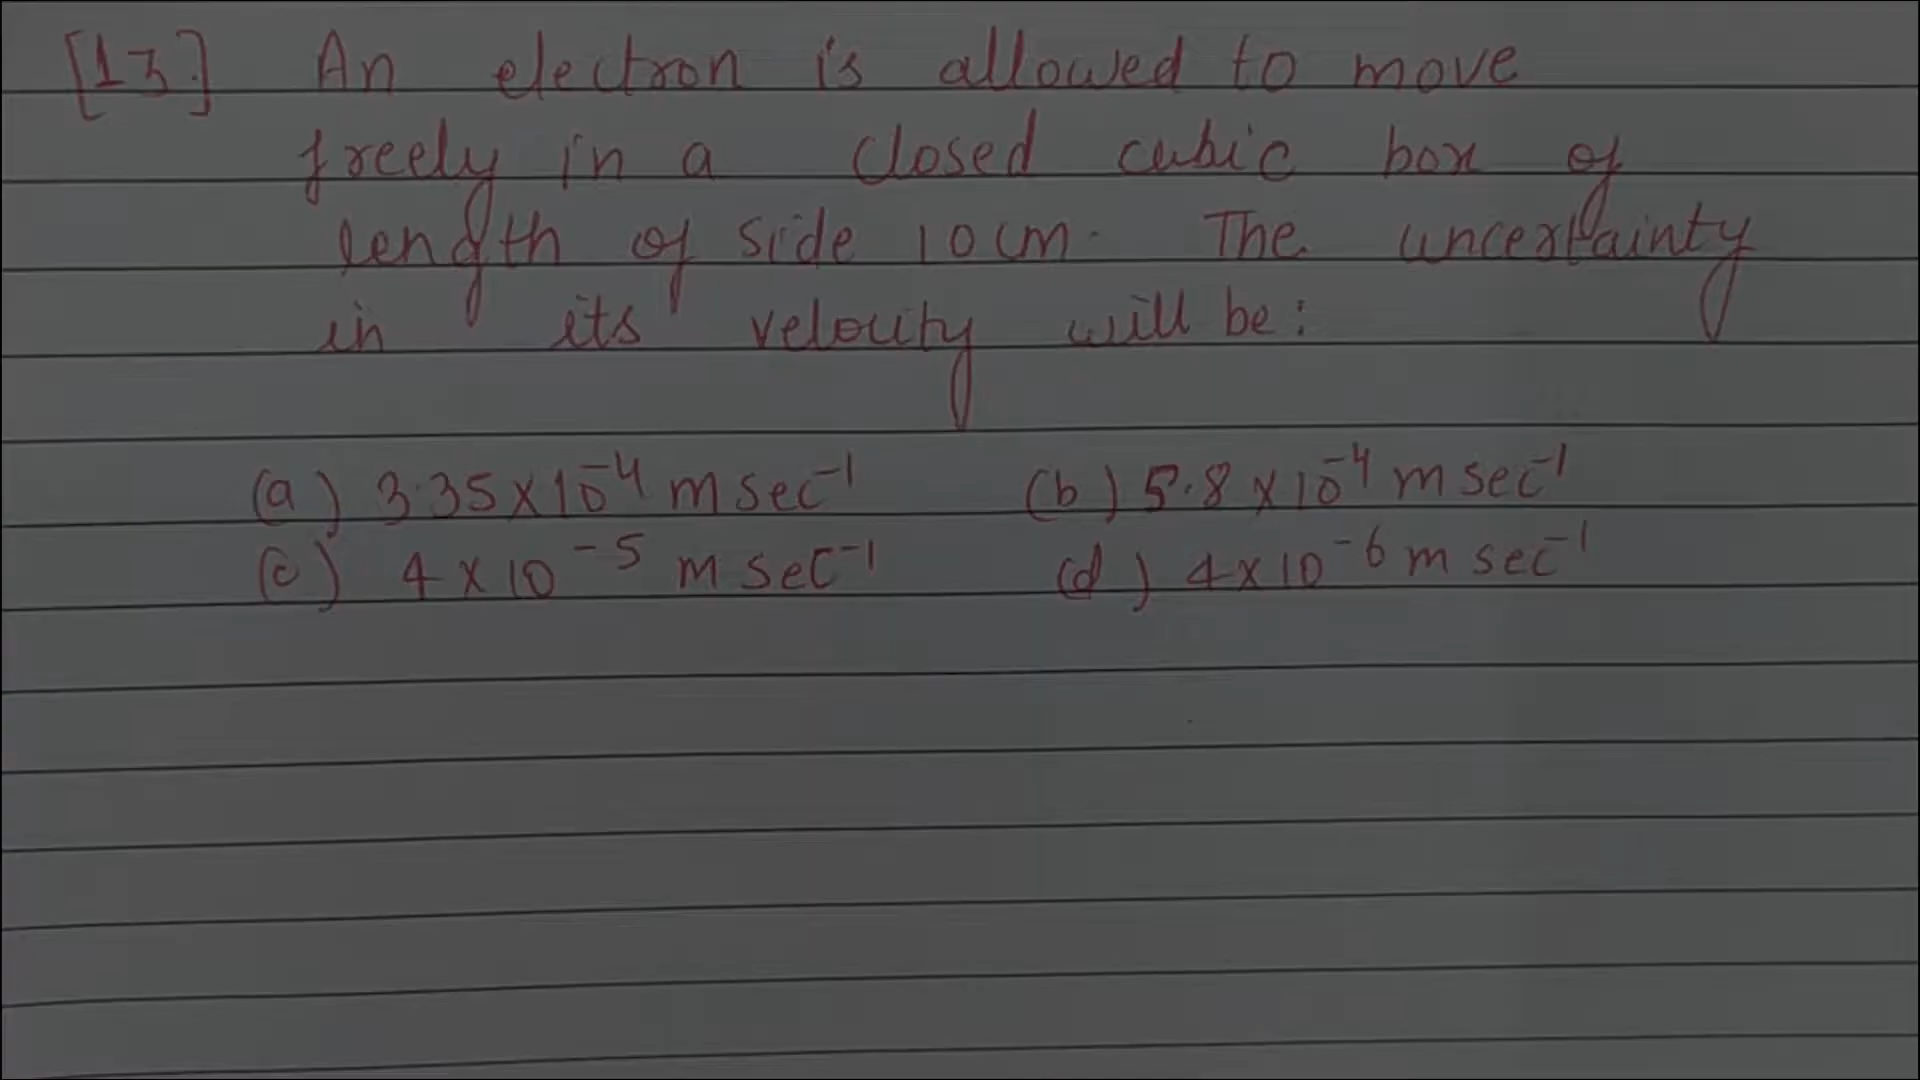 [13.] An electron is allowed to move
freely in a closed cubic box of
length of side 10 cm. The uncertainty
in its velocity will be:
(a) 3.35×10⁻⁴ m sec⁻¹ (b) 5.8 × 10⁻⁴ m sec⁻¹
(c) 4 × 10⁻⁵ m sec⁻¹ (d) 4×10⁻⁶ m sec⁻¹